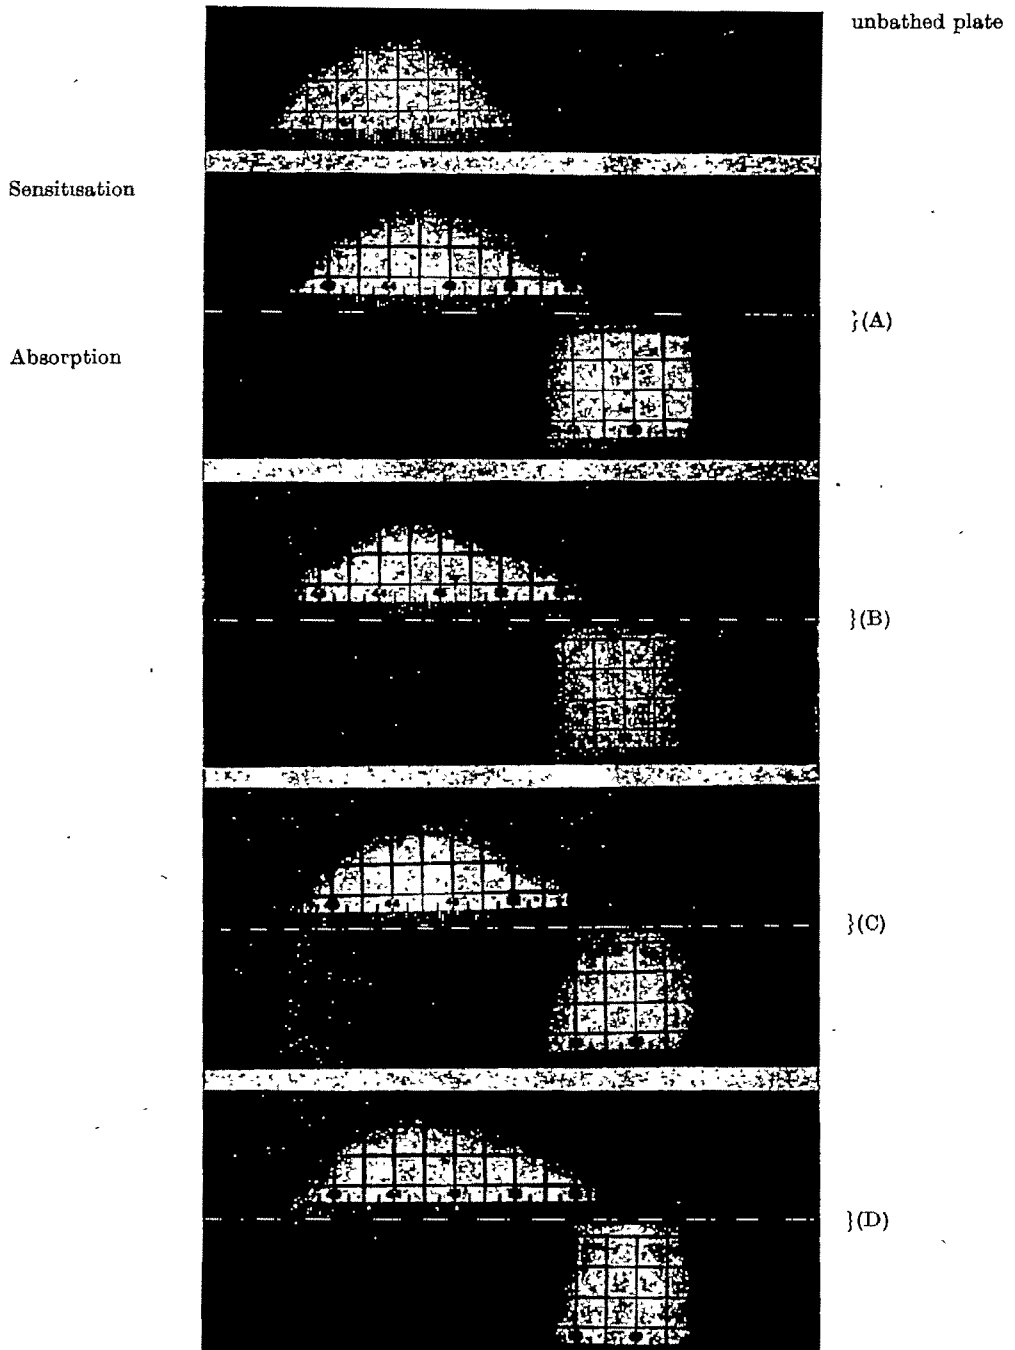 unbathed plate
Sensitisation
}(A)
Absorption
}(B)
}(C)
}(D)